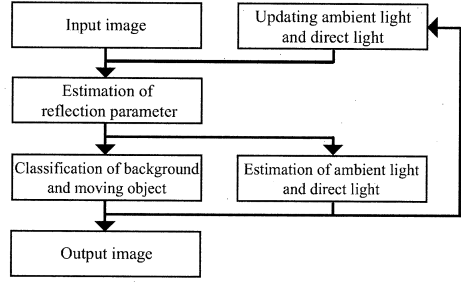 Input image
Updating ambient light
and direct light
Estimation of
reflection parameter
Classification of background
and moving object
Estimation of ambient light
and direct light
Output image